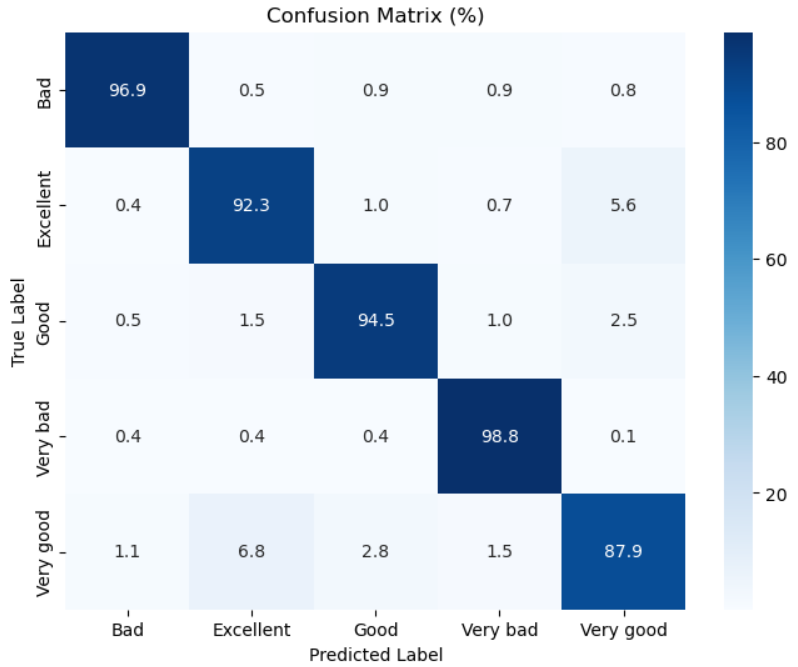 Confusion Matrix (%)
True Label
Bad 96.9 0.5 0.9 0.9 0.8
Excellent 0.4 92.3 1.0 0.7 5.6
Good 0.5 1.5 94.5 1.0 2.5
Very bad 0.4 0.4 0.4 98.8 0.1
Very good 1.1 6.8 2.8 1.5 87.9
Bad Excellent Good Very bad Very good
Predicted Label
80
60
40
20